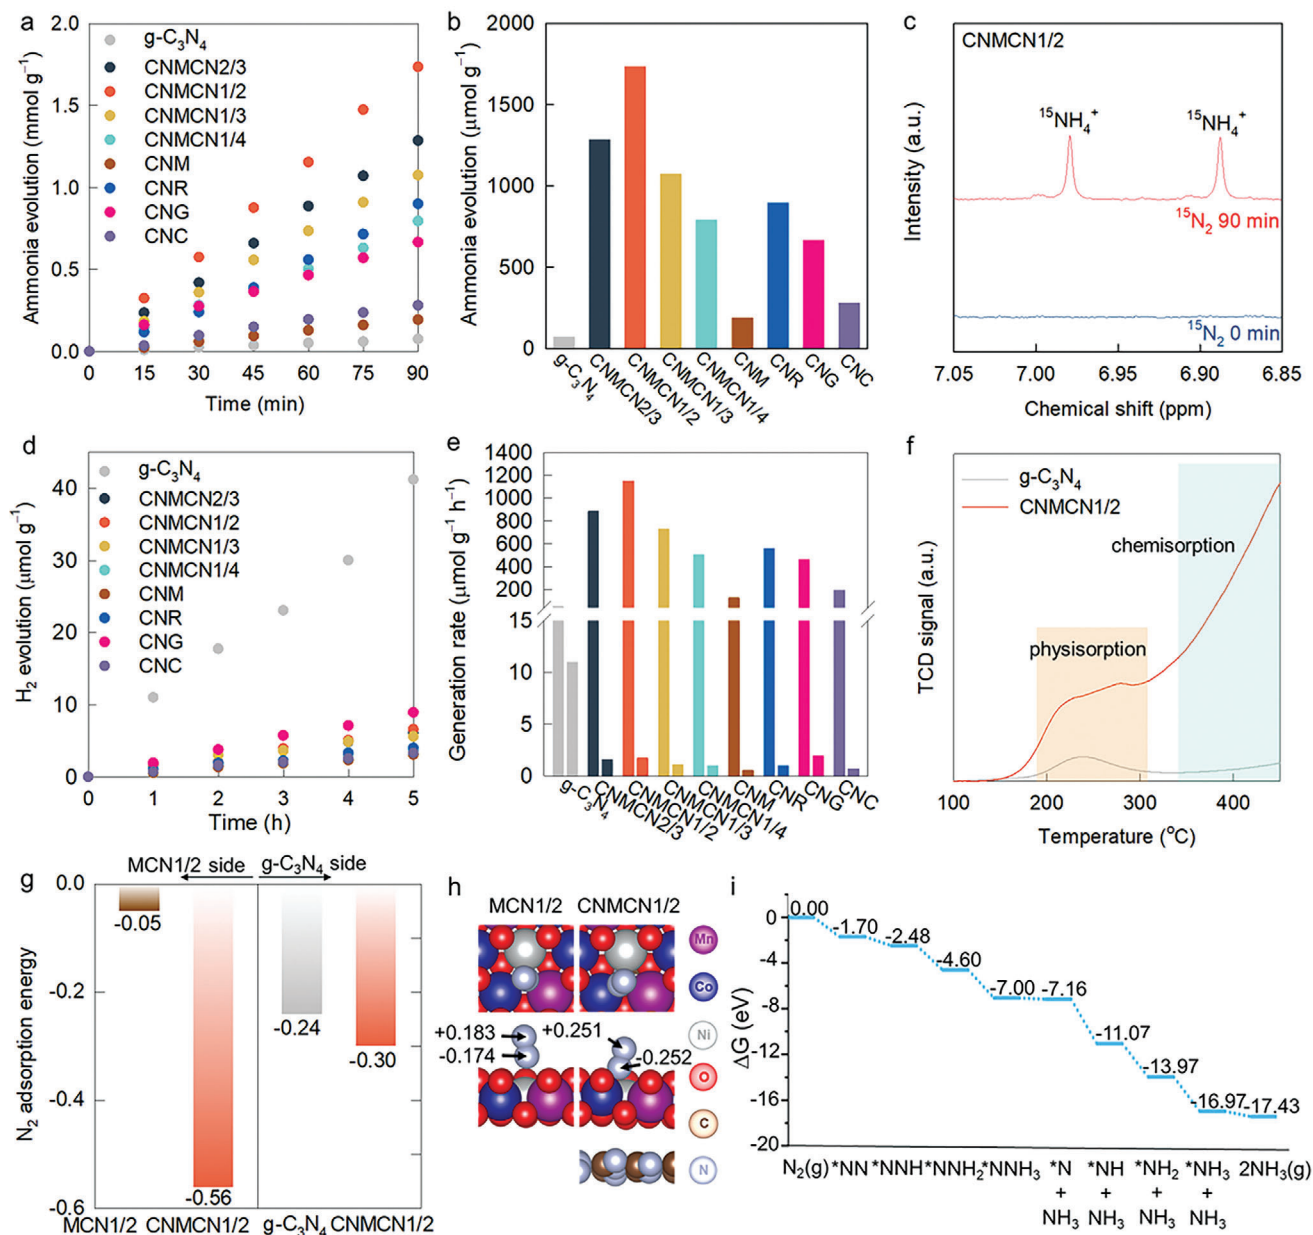 a
Ammonia evolution (mmol g⁻¹)
2.0
1.5
1.0
0.5
0.0
g-C₃N₄
CNMCN2/3
CNMCN1/2
CNMCN1/3
CNMCN1/4
CNM
CNR
CNG
CNC
0 15 30 45 60 75 90
Time (min)
b
Ammonia evolution (μmol g⁻¹)
2000
1500
1000
500
0
g-C₃N₄ CNMCN2/3 CNMCN1/2 CNMCN1/3 CNMCN1/4 CNM CNR CNG CNC
c
CNMCN1/2
Intensity (a.u.)
¹⁵NH₄⁺ ¹⁵NH₄⁺
¹⁵N₂ 90 min
¹⁵N₂ 0 min
7.05 7.00 6.95 6.90 6.85
Chemical shift (ppm)
d
H₂ evolution (μmol g⁻¹)
40
30
20
10
0
g-C₃N₄
CNMCN2/3
CNMCN1/2
CNMCN1/3
CNMCN1/4
CNM
CNR
CNG
CNC
0 1 2 3 4 5
Time (h)
e
Generation rate (μmol g⁻¹ h⁻¹)
1400
1200
1000
800
600
400
200
15
10
5
0
g-C₃N₄ CNMCN2/3 CNMCN1/2 CNMCN1/3 CNMCN1/4 CNM CNR CNG CNC
f
TCD signal (a.u.)
g-C₃N₄
CNMCN1/2
chemisorption
physisorption
100 200 300 400
Temperature (°C)
g
N₂ adsorption energy
MCN1/2 side g-C₃N₄ side
0.0
-0.2
-0.4
-0.6
-0.05
-0.56
-0.24
-0.30
MCN1/2 CNMCN1/2 g-C₃N₄ CNMCN1/2
h
MCN1/2 CNMCN1/2
+0.183
-0.174
+0.251
-0.252
Mn
Co
Ni
O
C
N
i
ΔG (eV)
0
-4
-8
-12
-16
-20
0.00
-1.70
-2.48
-4.60
-7.00
-7.16
-11.07
-13.97
-16.97
-17.43
N₂(g) *NN *NNH *NNH₂ *NNH₃ *N *NH *NH₂ *NH₃ 2NH₃(g)
+ + + +
NH₃ NH₃ NH₃ NH₃